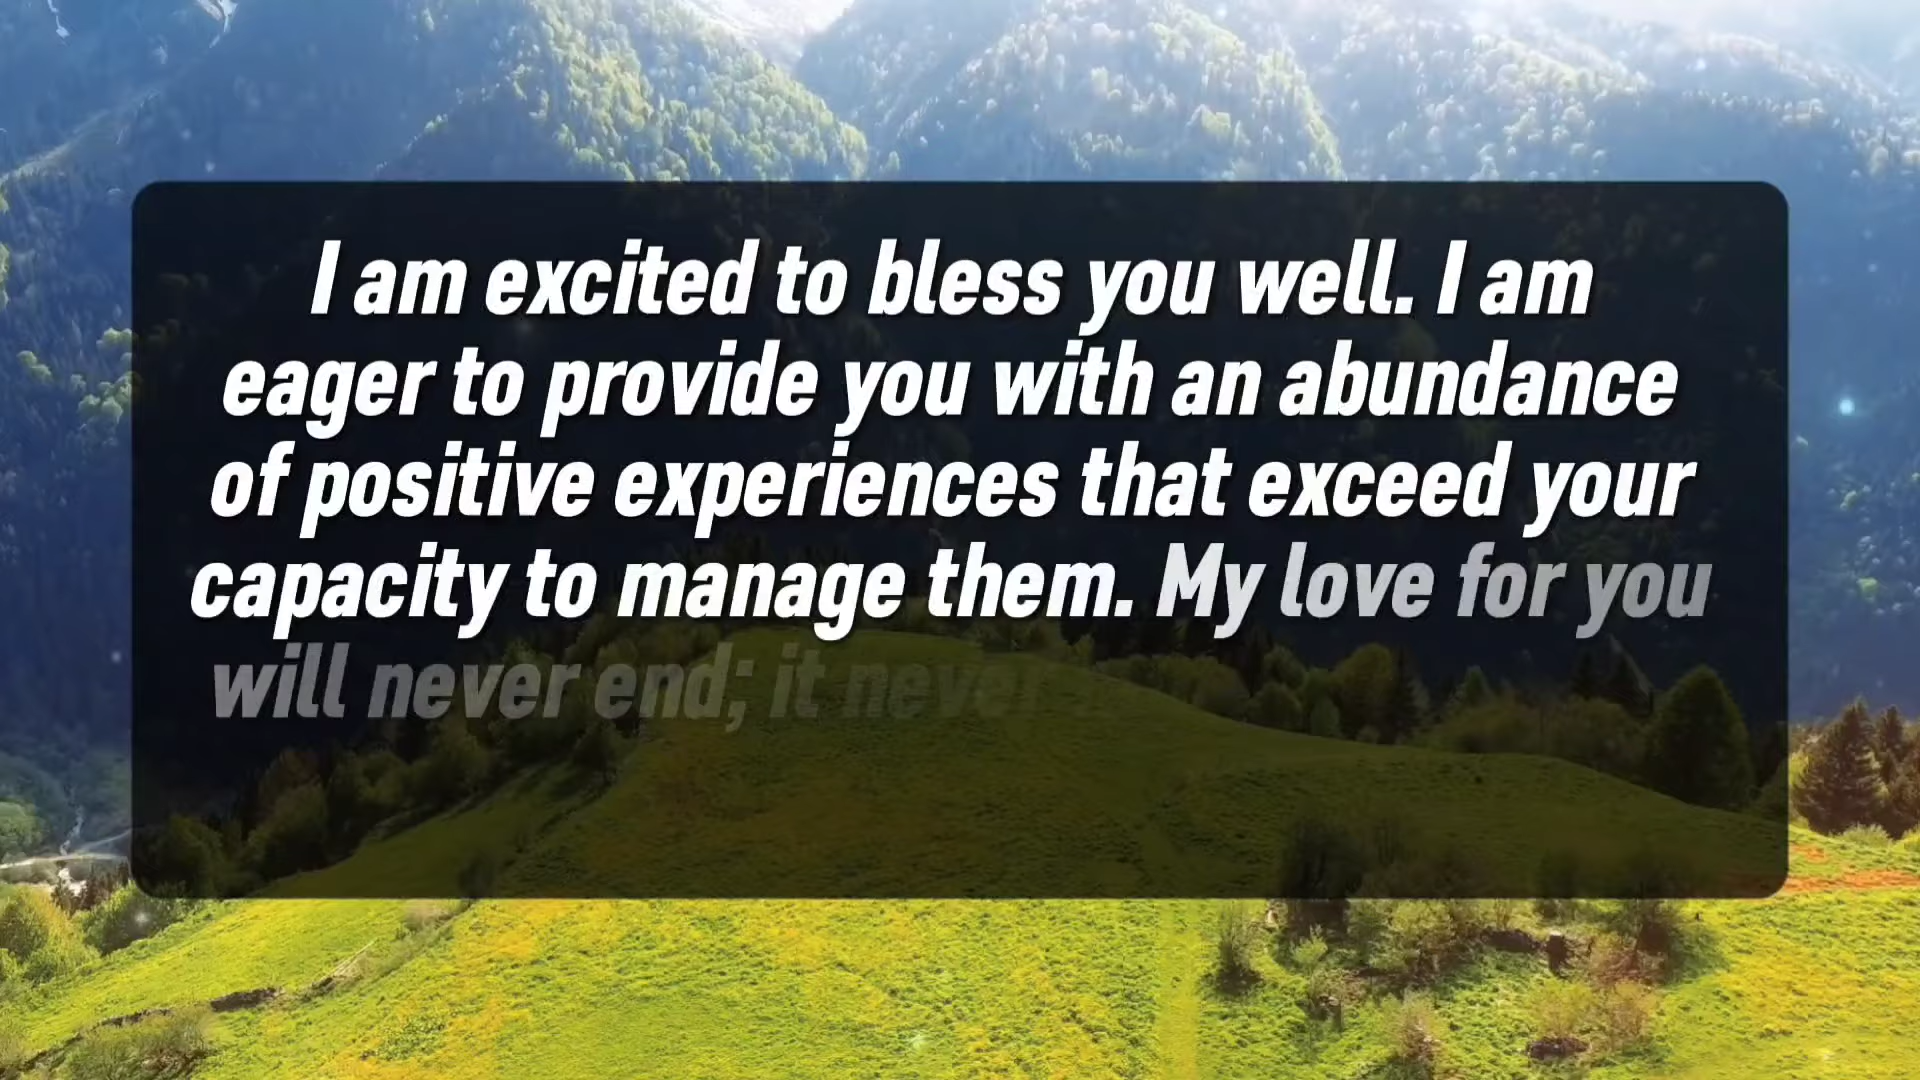 I am excited to bless you well. I am
eager to provide you with an abundance
of positive experiences that exceed your
capacity to manage them. My love for you
will never end; it never